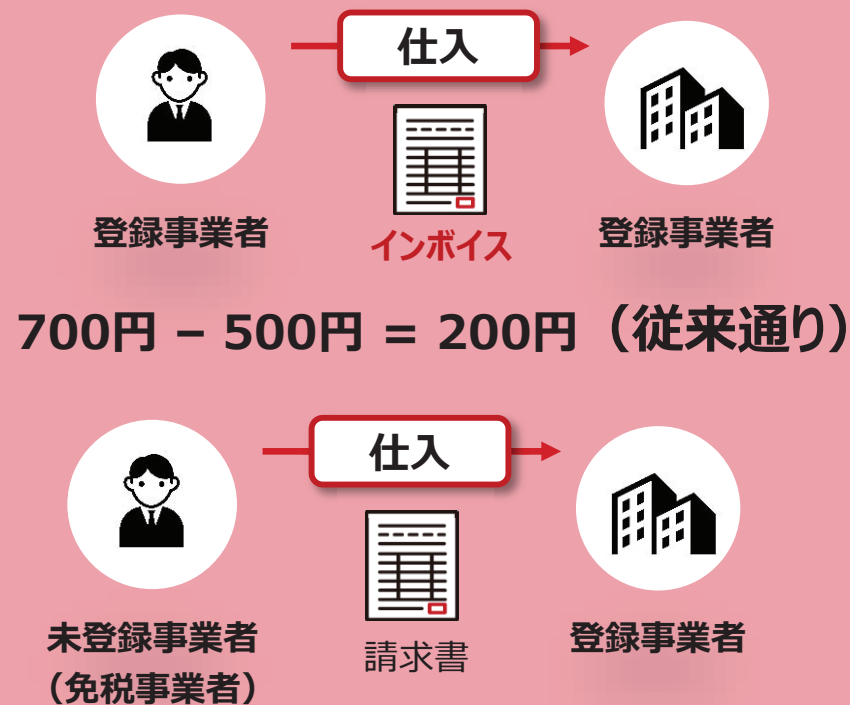 仕入
登録事業者
インボイス
登録事業者
700円 – 500円 = 200円（従来通り）
仕入
未登録事業者
（免税事業者）
請求書
登録事業者